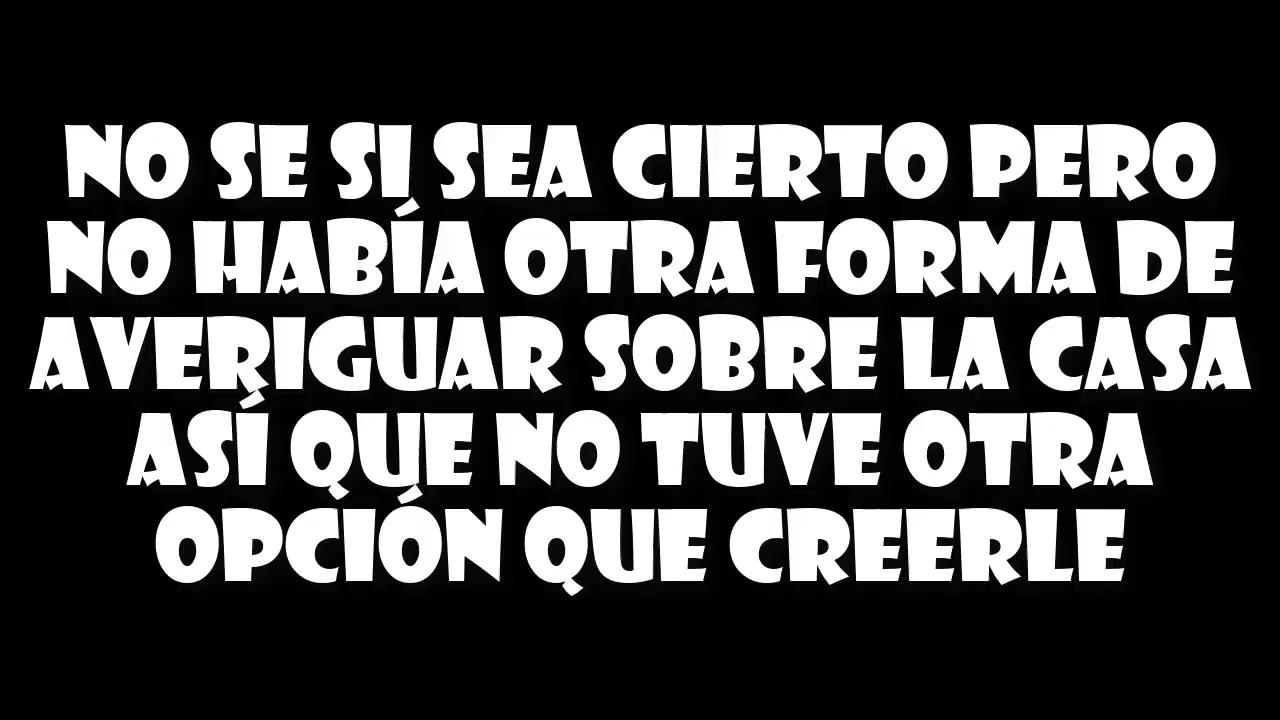 NO SE SI SEA CIERTO PERO
NO HABÍA OTRA FORMA DE
AVERIGUAR SOBRE LA CASA
ASÍ QUE NO TUVE OTRA
OPCIÓN QUE CREERLE